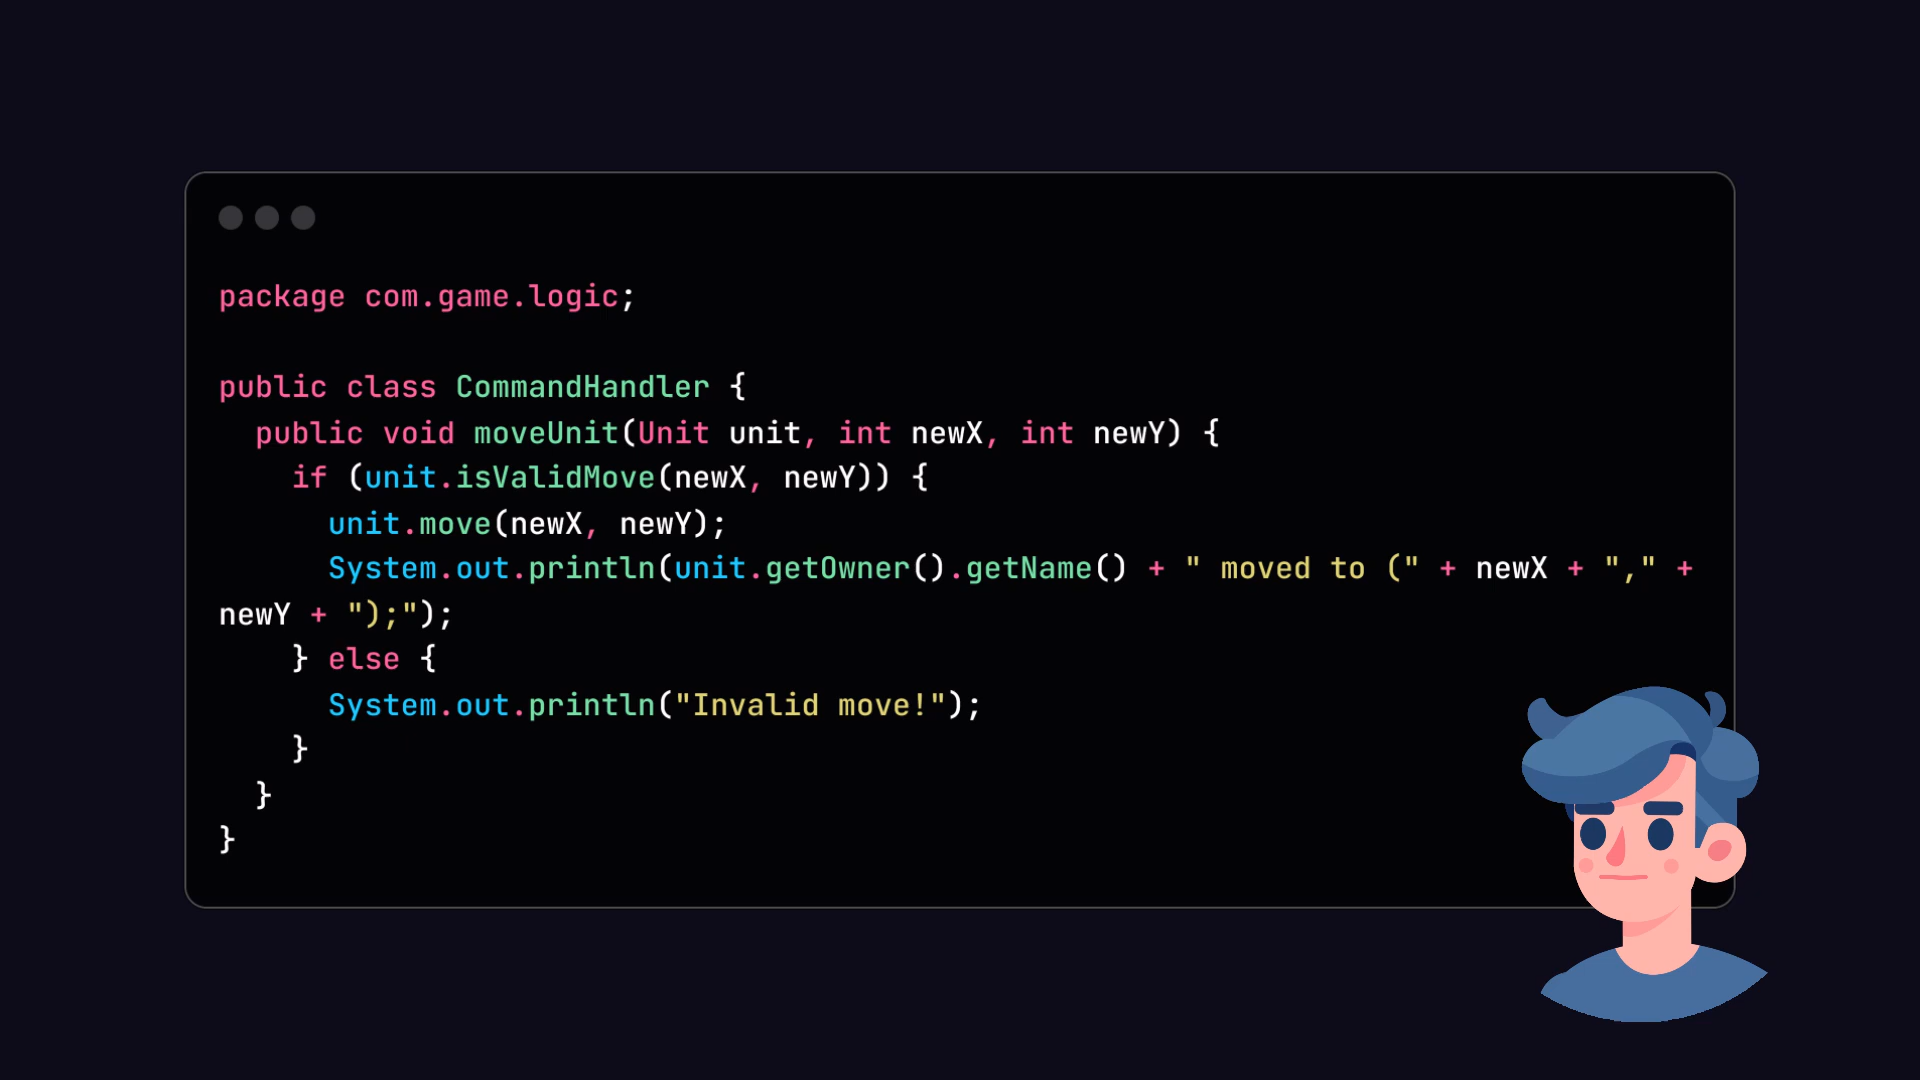 package com.game.logic;
public class CommandHandler {
public void moveUnit(Unit unit, int newX, int newY) {
if (unit.isValidMove(newX, newY)) {
unit.move(newX, newY);
System.out.println(unit.getOwner().getName() + " moved to (" + newX + "," +
newY + ");");
} else {
System.out.println("Invalid move!");
}
}
}